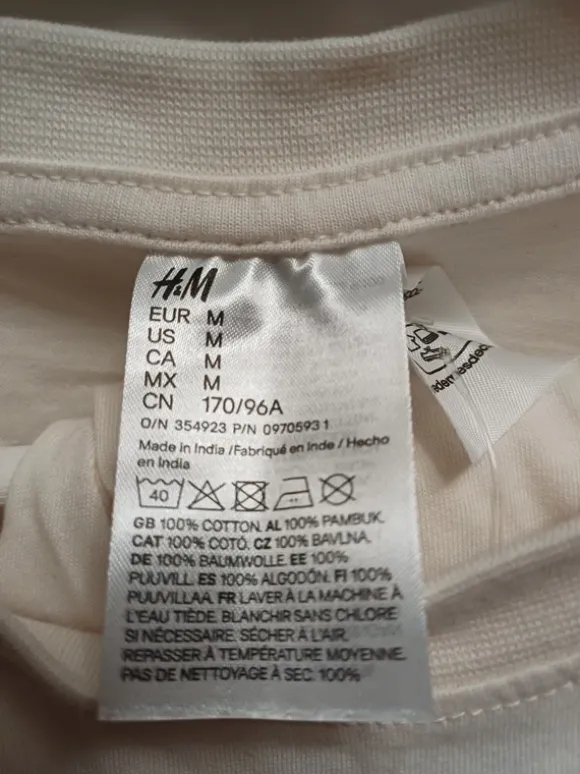 H&M
EUR M
US M
CA M
MX M
CN 170/96A
O/N 354923 P/N 0970593 1
Made in India /Fabriqué en Inde / Hecho
en India
40
GB 100% COTTON. AL 100% PAMBUK.
CAT 100% COTÓ. CZ 100% BAVLNA.
DE 100% BAUMWOLLE. EE 100%
PUUVILL. ES 100% ALGODÓN. FI 100%
PUUVILLAA. FR LAVER À LA MACHINE À
L'EAU TIÈDE. BLANCHIR SANS CHLORE
SI NÉCESSAIRE. SÉCHER À L'AIR.
REPASSER À TEMPÉRATURE MOYENNE.
PAS DE NETTOYAGE À SEC. 100%